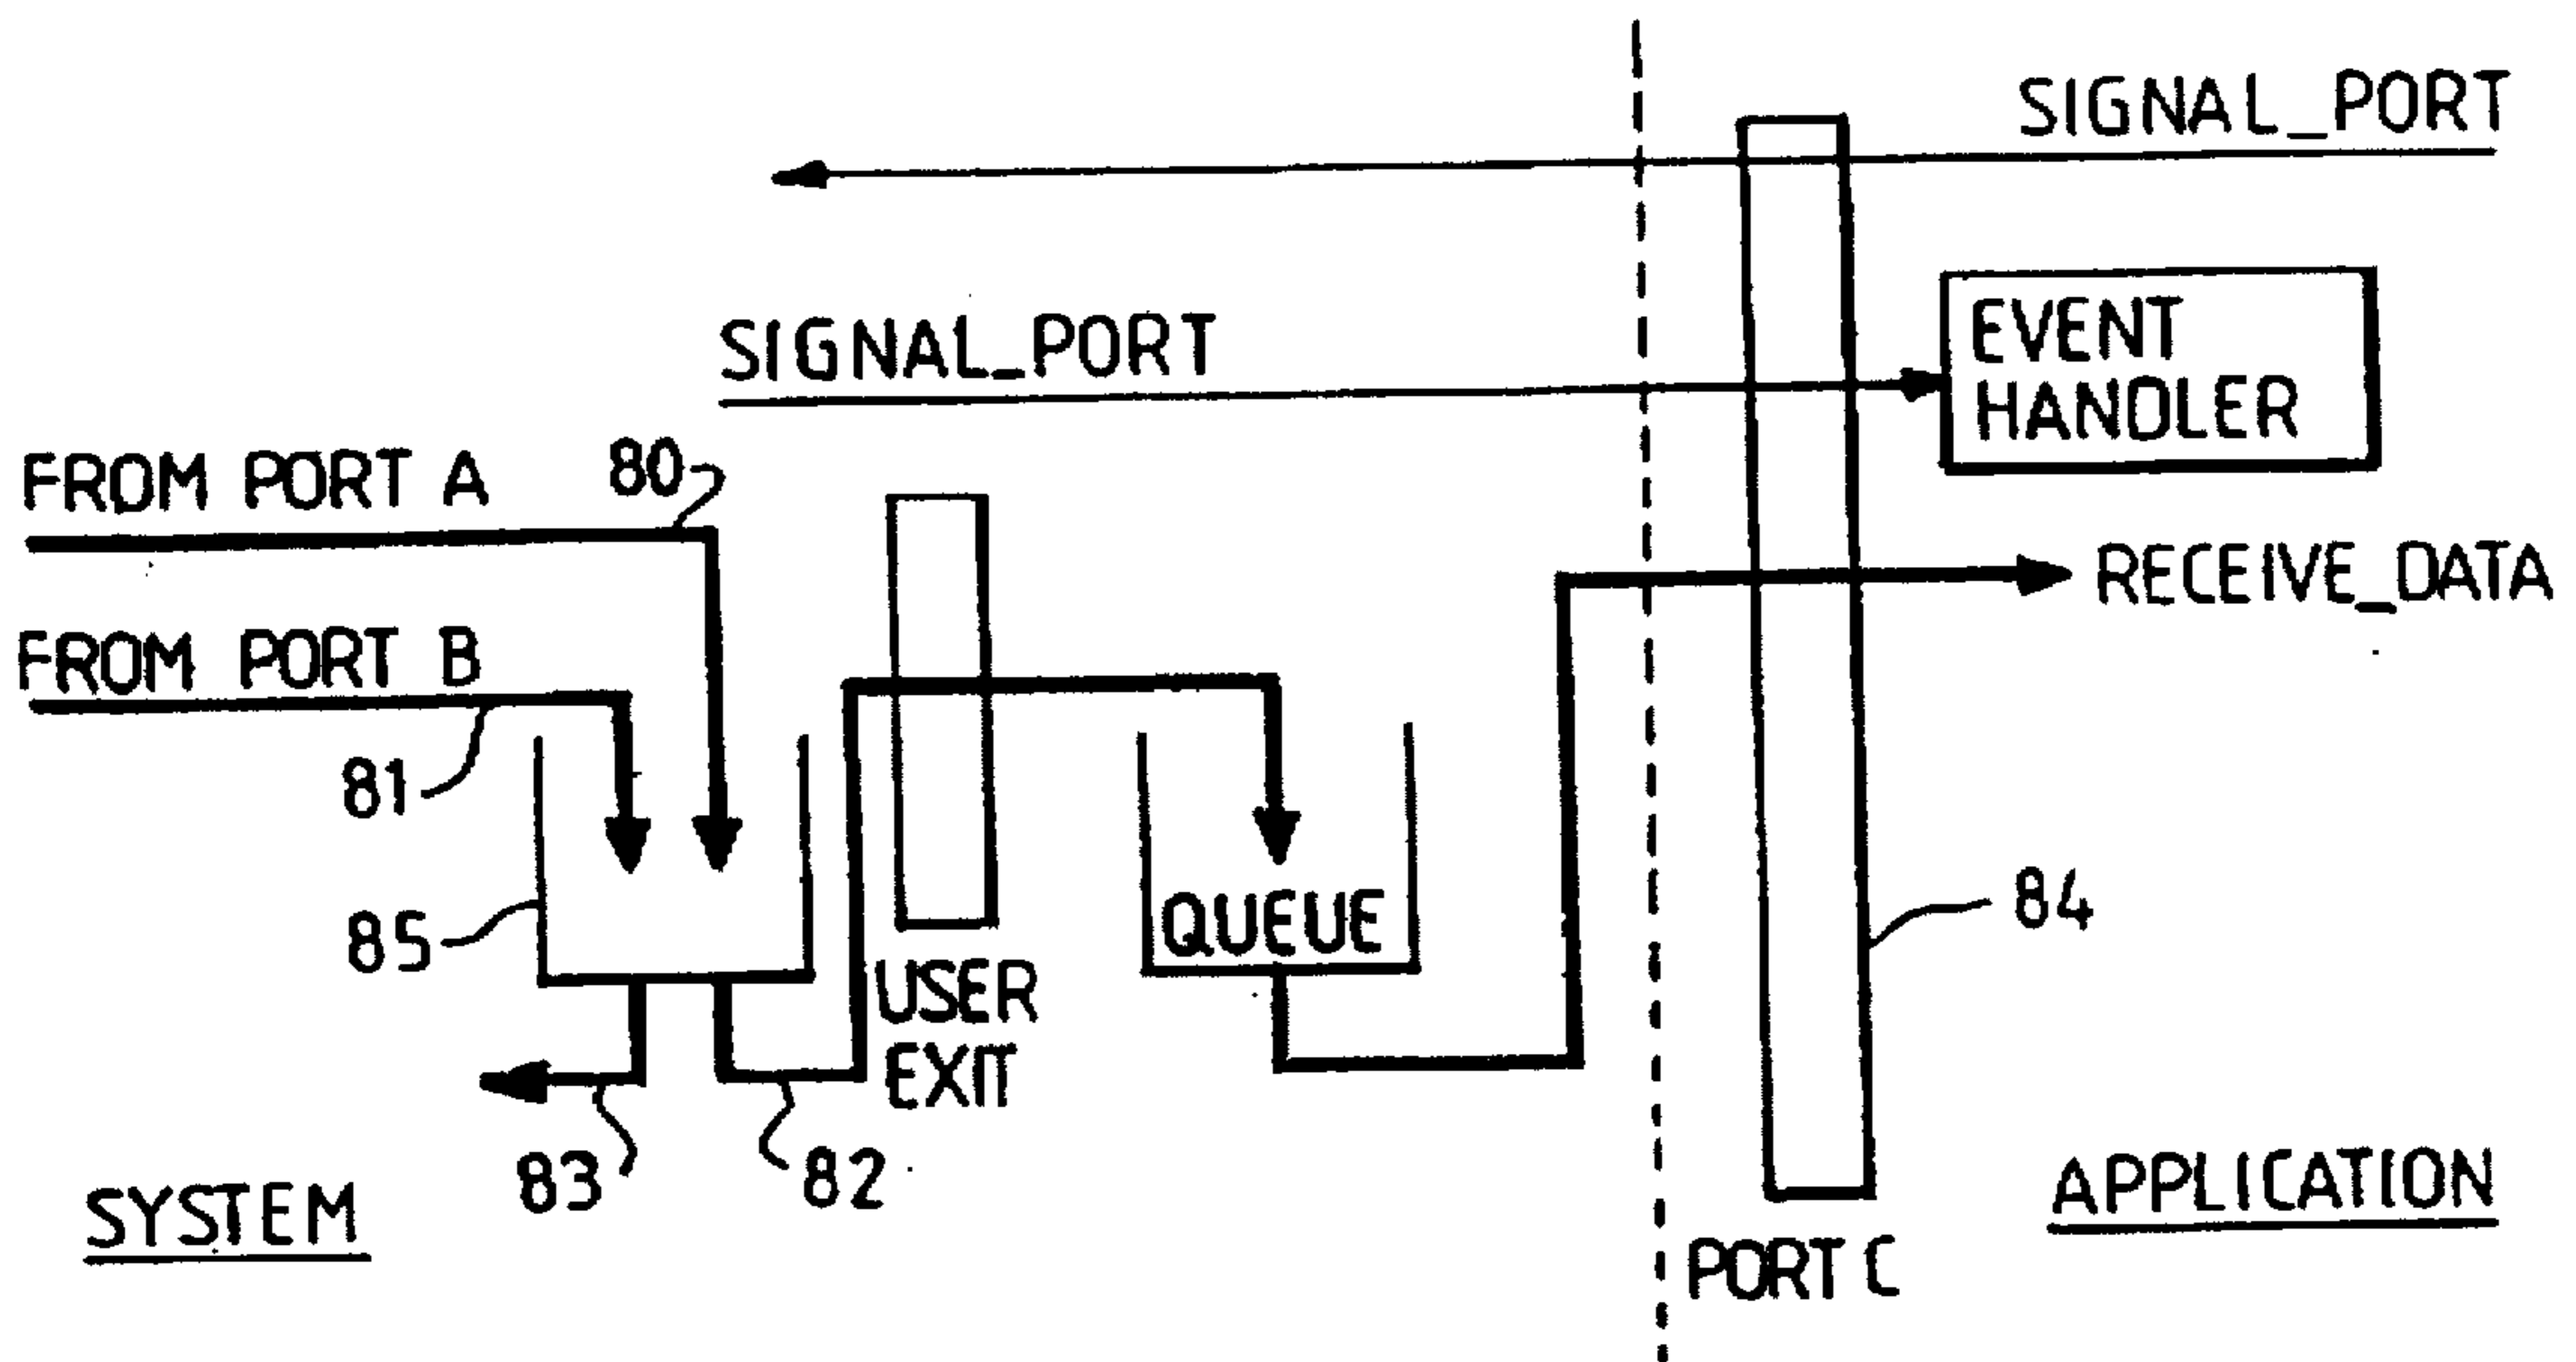 SIGNAL_PORT
SIGNAL_PORT
EVENT
HANDLER
FROM PORT A
80
RECEIVE_DATA
FROM PORT B
81
85
QUEUE
84
USER
EXIT
83
82
SYSTEM
APPLICATION
PORT C